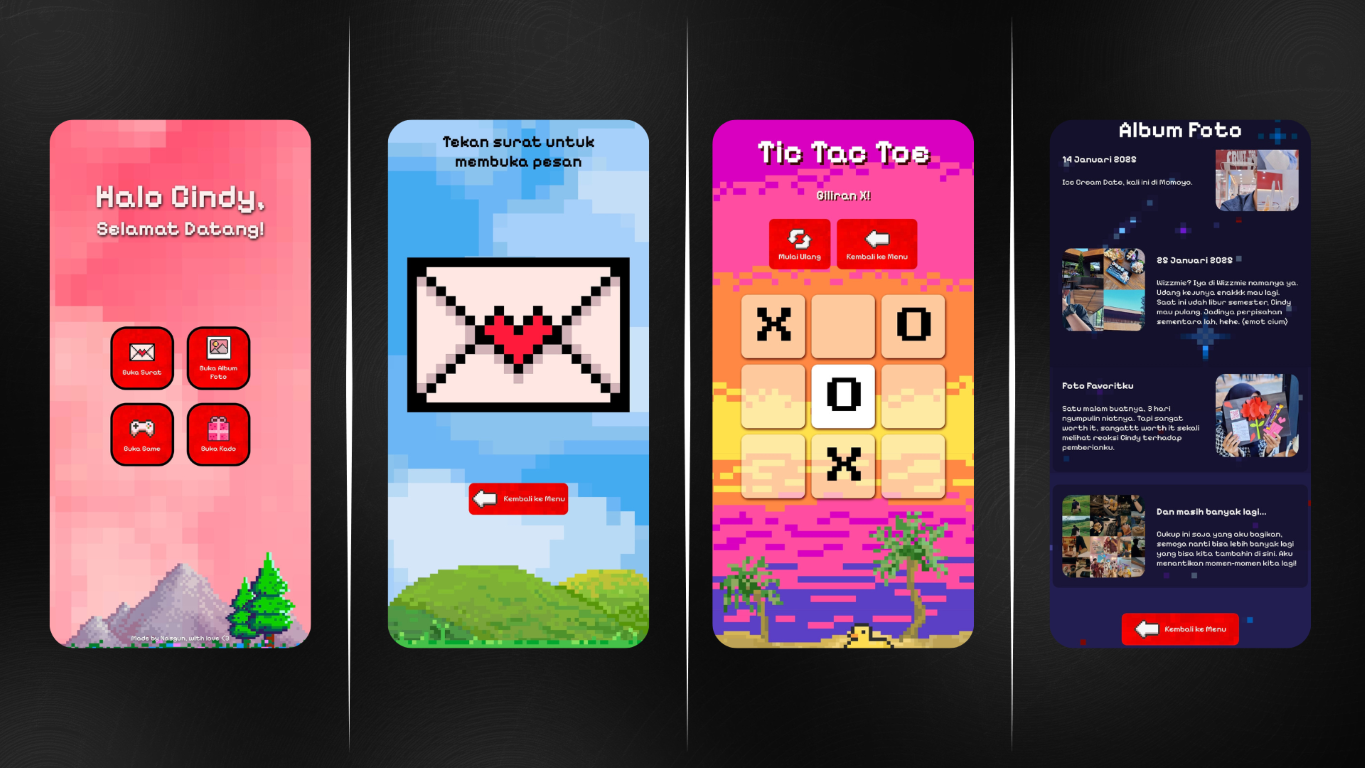 Halo Cindy,
Selamat Datang!
Buka Surat
Buka Album
Foto
Buka Game
Buka Kado
Made by Nossun, with love <3
Tekan surat untuk
membuka pesan
Kembali ke Menu
Tic Tac Toe
Giliran X!
Mulai Ulang
Kembali ke Menu
X
O
O
X
Album Foto
14 Januari 2025
Ice Cream Date, kali ini di Momoyo.
25 Januari 2025
Wizzmie? Iya di Wizzmie namanya ya.
Udang kejunya enakkk mau lagi.
Saat ini udah libur semester, Cindy
mau pulang. Jadinya perpisahan
sementara lah, hehe. (emot cium)
Foto Favoritku
Satu malam buatnya, 3 hari
ngumpulin niatnya. Tapi sangat
worth it, sangattt worth it sekali
melihat reaksi Cindy terhadap
pemberianku.
Dan masih banyak lagi...
Cukup ini saja yang aku bagikan,
semoga nanti bisa lebih banyak lagi
yang bisa kita tambahin di sini. Aku
menantikan momen-momen kita lagi!
Kembali ke Menu